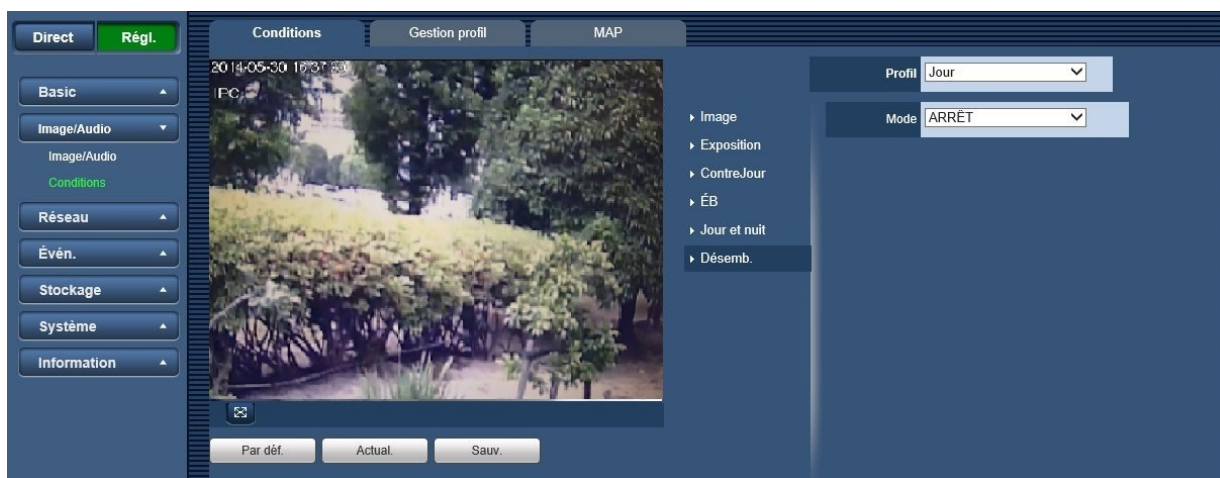 Direct
Régl.
Conditions
Gestion profil
MAP
Basic
Image/Audio
Image/Audio
Conditions
Réseau
Évén.
Stockage
Système
Information
2014-05-30 16:37
IPC
Image
Exposition
ContreJour
ÉB
Jour et nuit
Désemb.
Profil Jour
Mode ARRÊT
Par déf.
Actual.
Sauv.